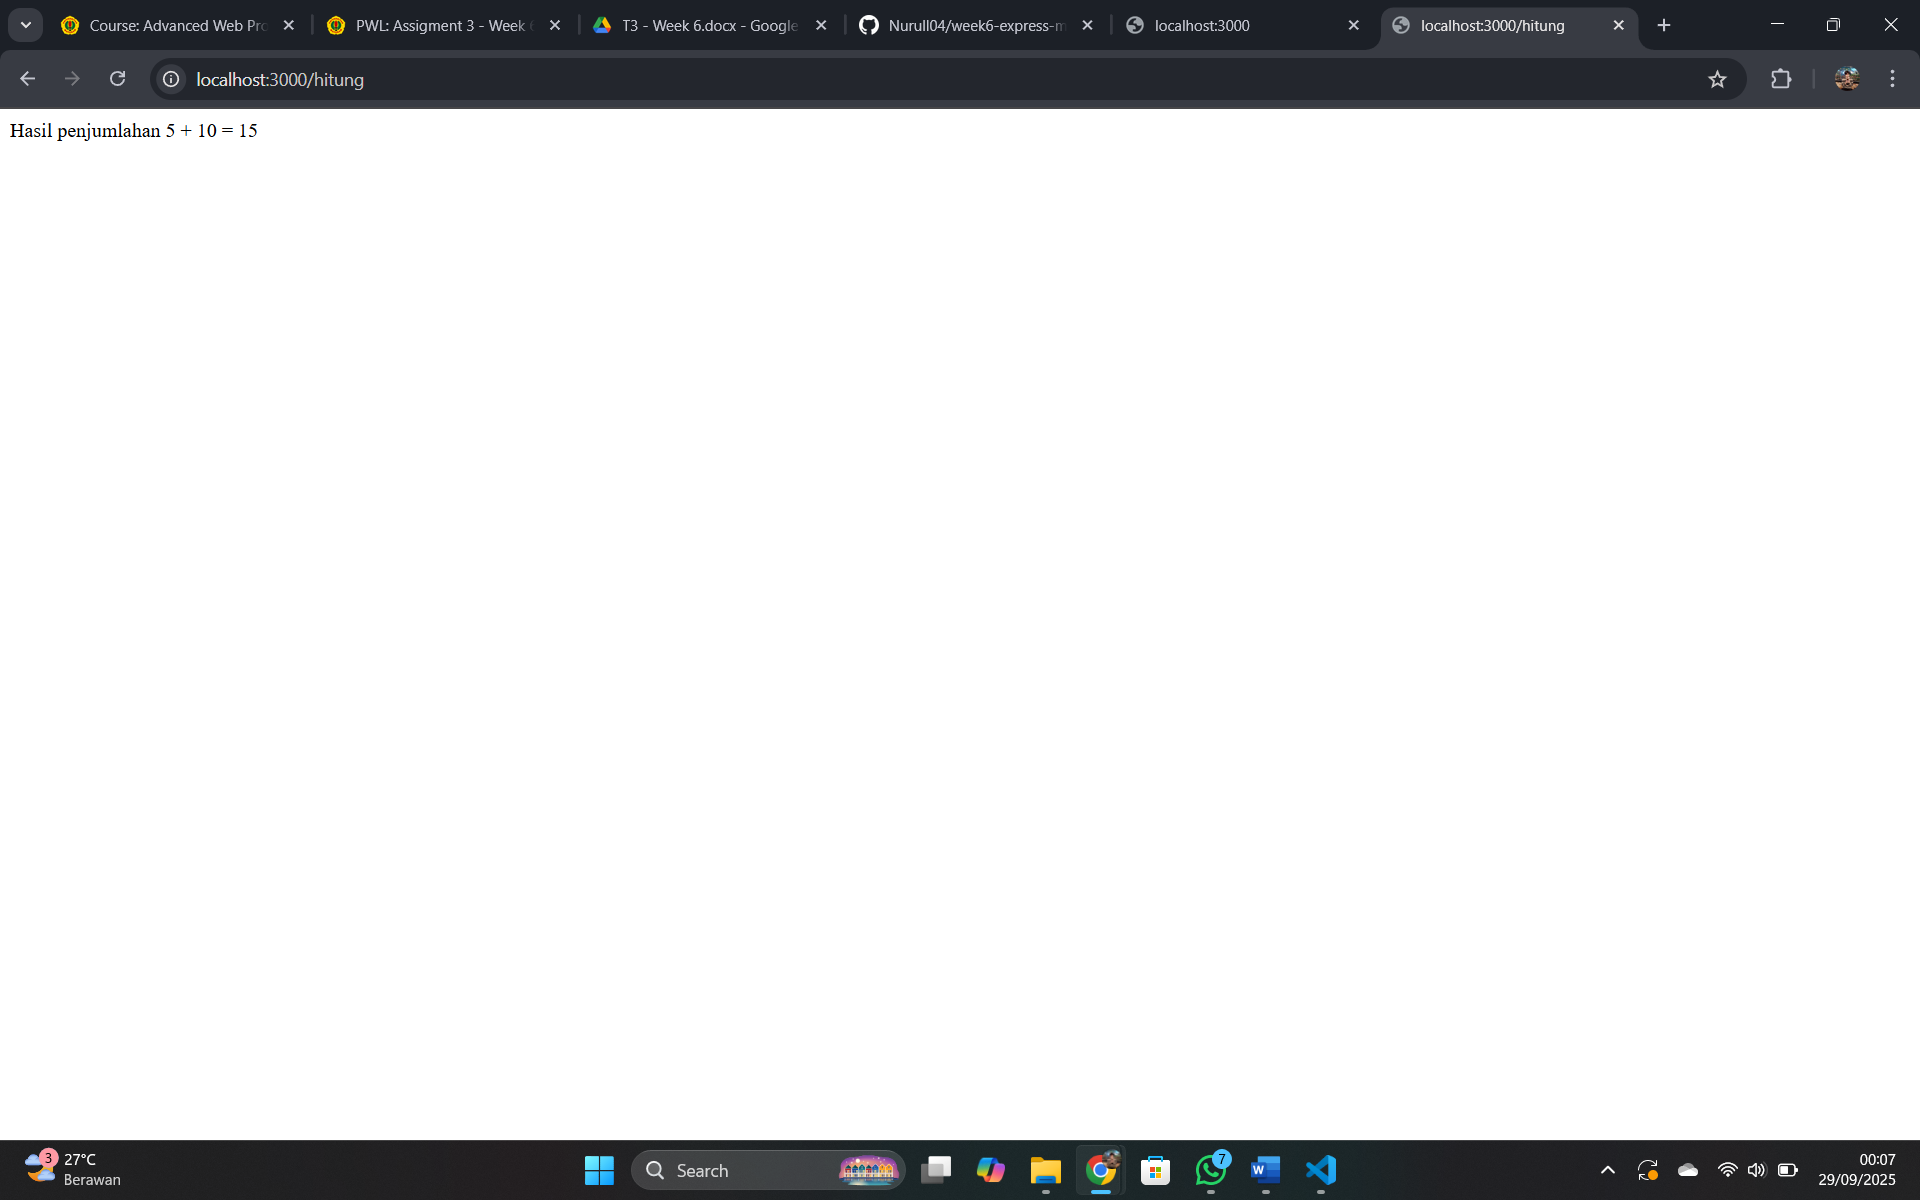 Course: Advanced Web Pro
PWL: Assigment 3 - Week 6
T3 - Week 6.docx - Google
Nurull04/week6-express-m
localhost:3000
localhost:3000/hitung
localhost:3000/hitung
Hasil penjumlahan 5 + 10 = 15
3
27°C
Berawan
Search
7
00:07
29/09/2025